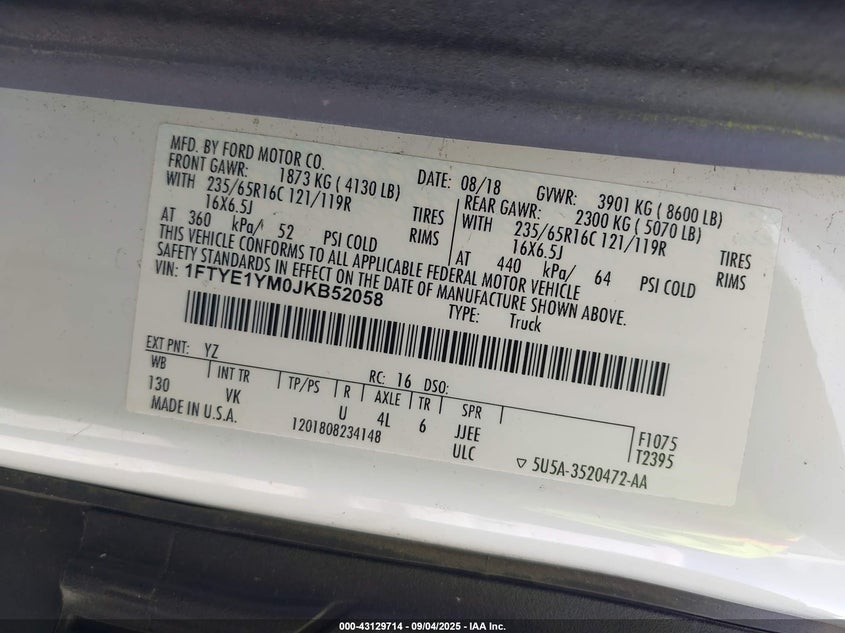 MFD. BY FORD MOTOR CO.
DATE: 08/18 GVWR: 3901 KG ( 8600 LB)
FRONT GAWR: 1873 KG ( 4130 LB) REAR GAWR: 2300 KG ( 5070 LB)
WITH 235/65R16C 121/119R TIRES WITH 235/65R16C 121/119R TIRES
16X6.5J RIMS 16X6.5J RIMS
AT 360 kPa/ 52 PSI COLD AT 440 kPa/ 64 PSI COLD
THIS VEHICLE CONFORMS TO ALL APPLICABLE FEDERAL MOTOR VEHICLE
SAFETY STANDARDS IN EFFECT ON THE DATE OF MANUFACTURE SHOWN ABOVE.
VIN: 1FTYE1YM0JKB52058
TYPE: Truck
EXT PNT: YZ RC: 16 DSO:
WB INT TR TP/PS R AXLE TR SPR
130 VK U 4L 6 JJEE F1075
MADE IN U.S.A. 1201808234148 ULC T2395
▽ 5U5A-3520472-AA
000-43129714 - 09/04/2025 - IAA Inc.